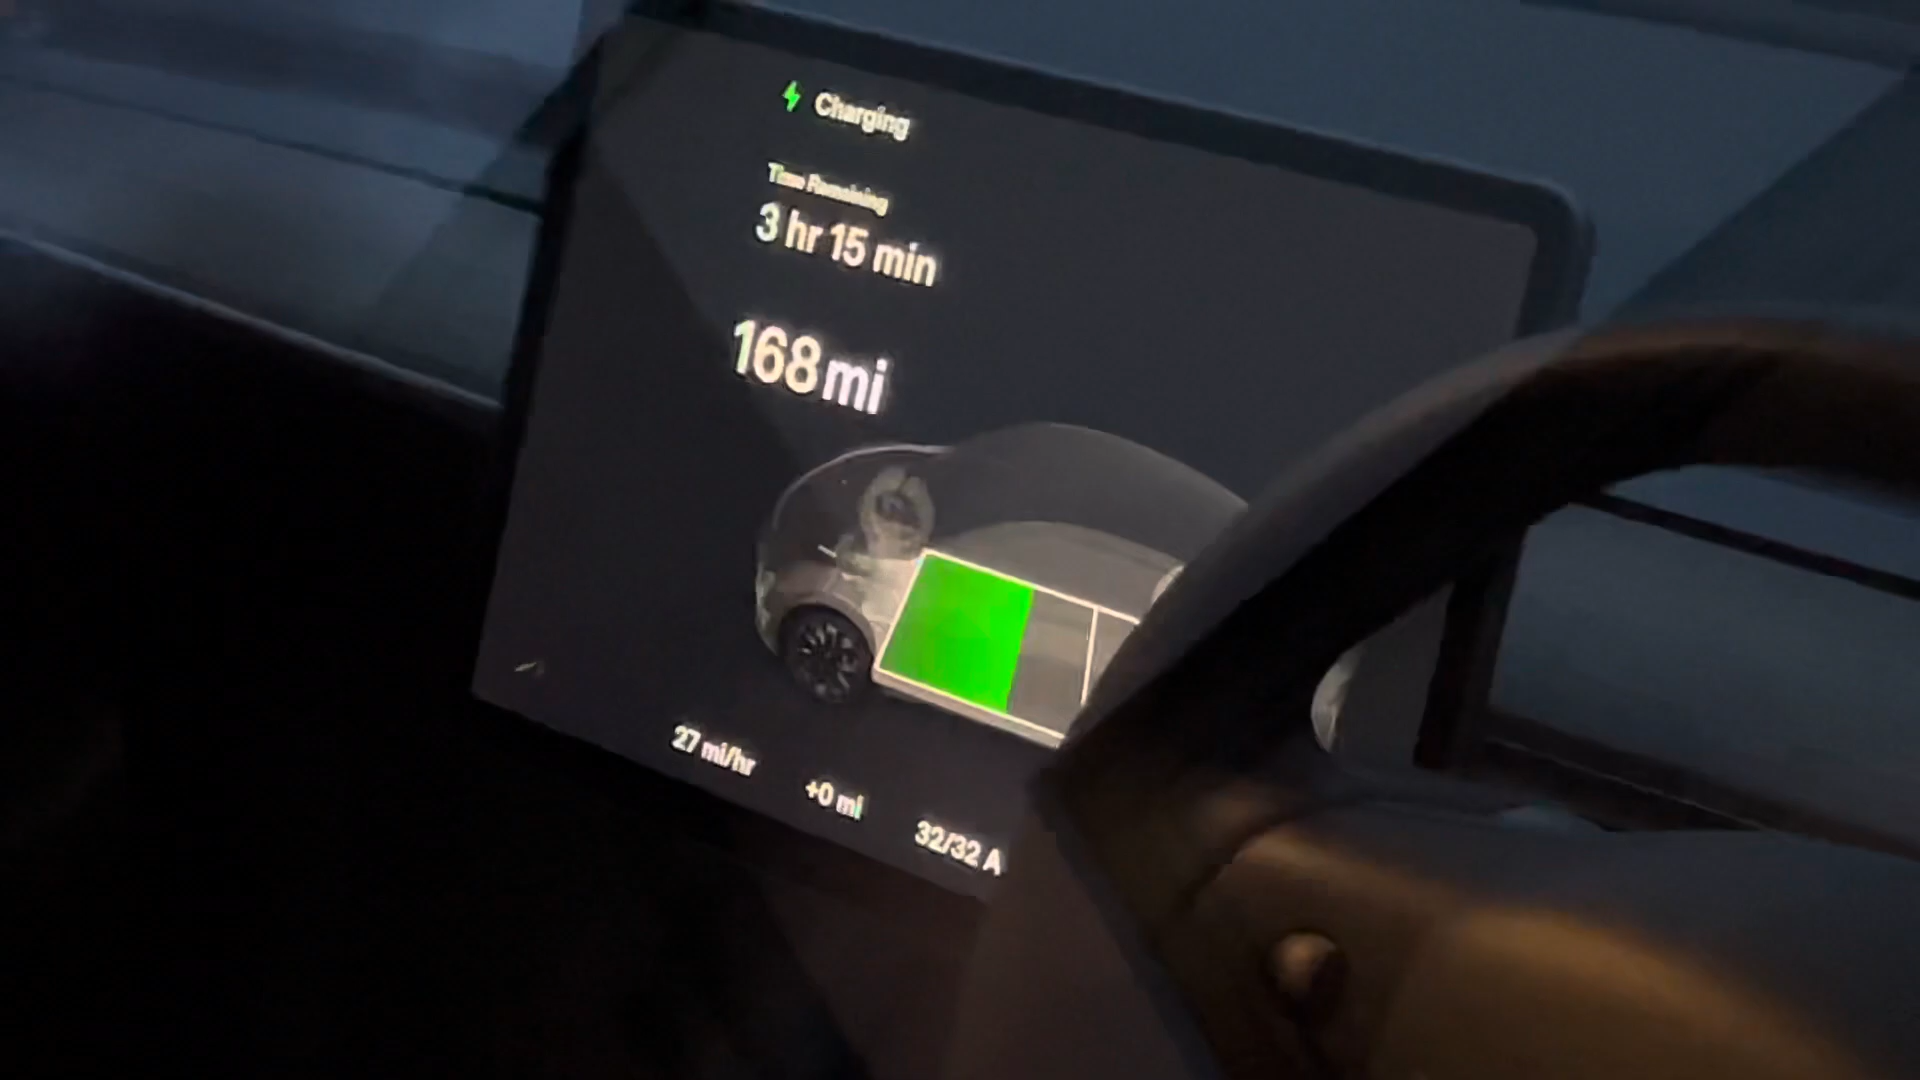 Charging
Time Remaining
3 hr 15 min
168 mi
27 mi/hr
+0 mi
32/32 A